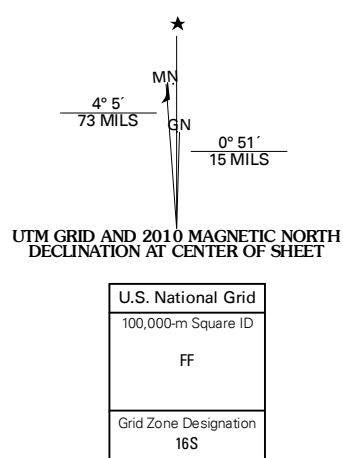 ★
MN
4° 5´
73 MILS
GN
0° 51´
15 MILS
UTM GRID AND 2010 MAGNETIC NORTH
DECLINATION AT CENTER OF SHEET
U.S. National Grid
100,000-m Square ID
FF
Grid Zone Designation
16S